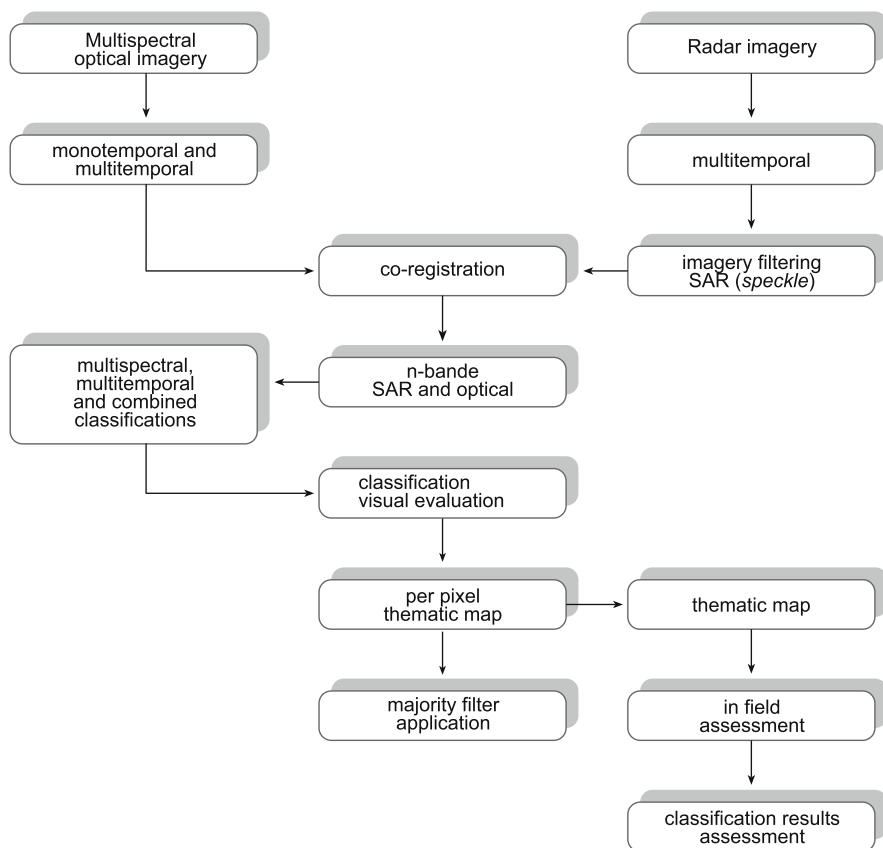 Multispectral
optical imagery
Radar imagery
monotemporal and
multitemporal
multitemporal
co-registration
imagery filtering
SAR (speckle)
multispectral,
multitemporal
and combined
classifications
n-bande
SAR and optical
classification
visual evaluation
per pixel
thematic map
thematic map
majority filter
application
in field
assessment
classification results
assessment